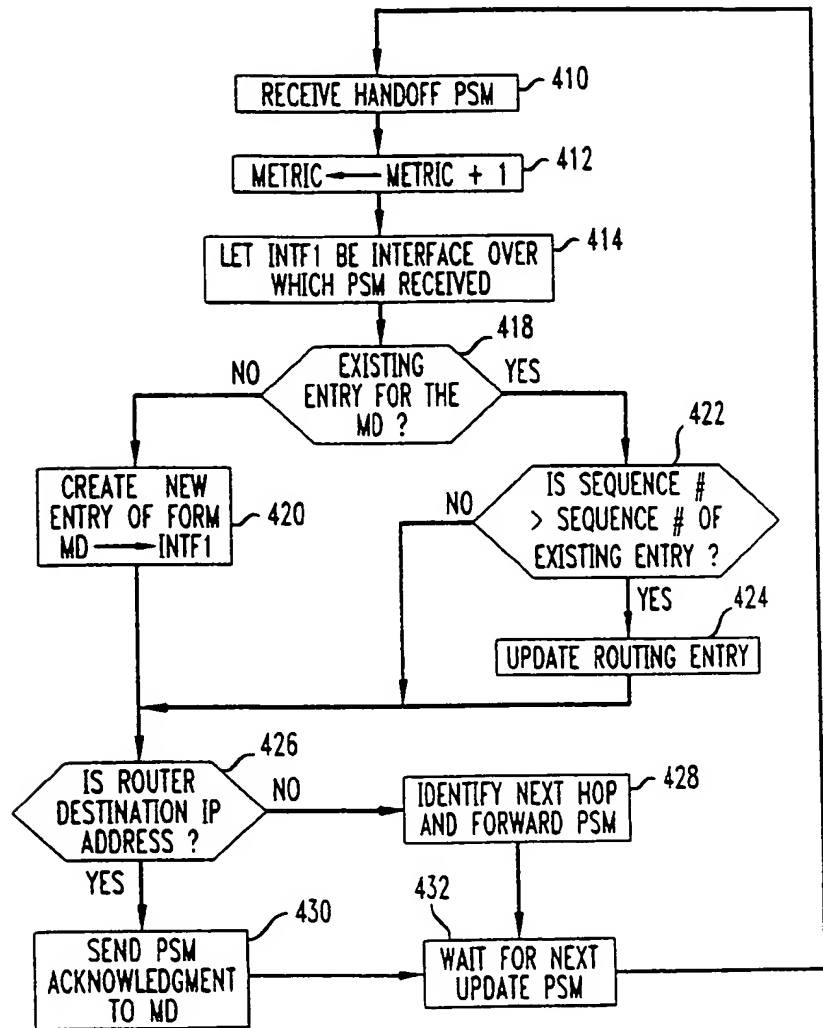 RECEIVE HANDOFF PSM
410
METRIC ← METRIC + 1
412
LET INTF1 BE INTERFACE OVER
WHICH PSM RECEIVED
414
418
EXISTING
ENTRY FOR THE
MD ?
NO
YES
CREATE NEW
ENTRY OF FORM
MD → INTF1
420
422
IS SEQUENCE #
> SEQUENCE # OF
EXISTING ENTRY ?
NO
YES
424
UPDATE ROUTING ENTRY
426
IS ROUTER
DESTINATION IP
ADDRESS ?
NO
YES
IDENTIFY NEXT HOP
AND FORWARD PSM
428
430
SEND PSM
ACKNOWLEDGMENT
TO MD
432
WAIT FOR NEXT
UPDATE PSM